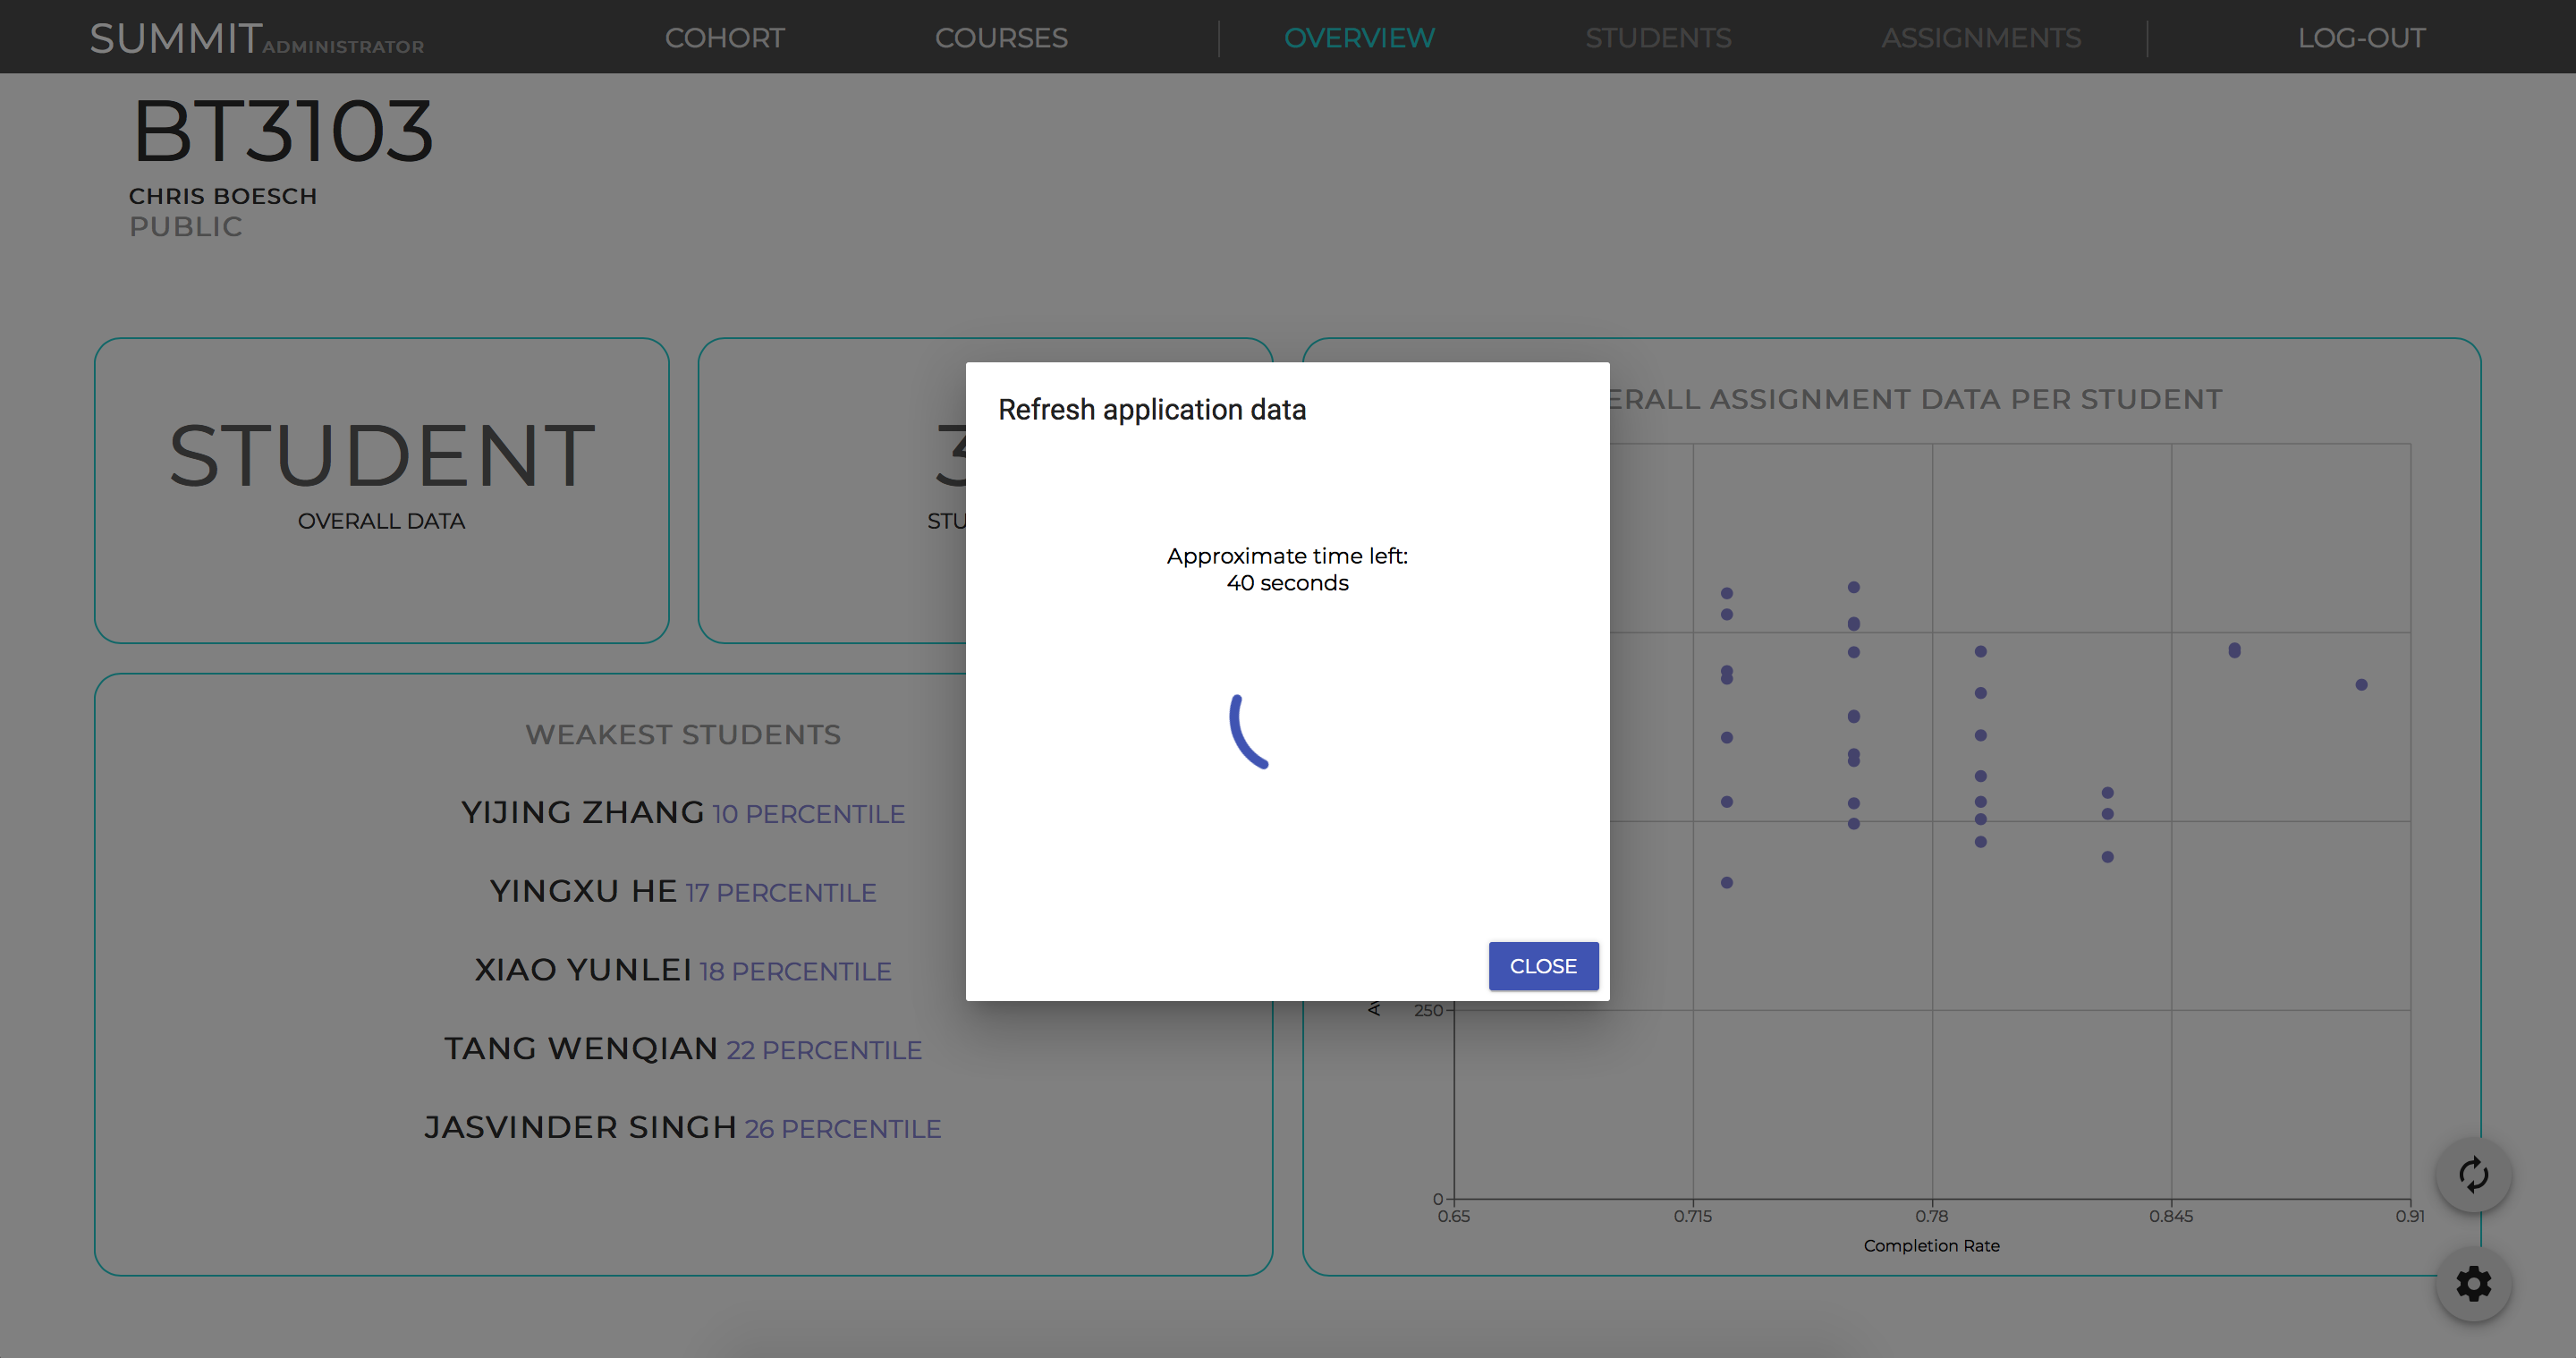 SUMMIT ADMINISTRATOR
COHORT
COURSES
OVERVIEW
STUDENTS
ASSIGNMENTS
LOG-OUT
BT3103
CHRIS BOESCH
PUBLIC
STUDENT
OVERALL DATA
3
STU
WEAKEST STUDENTS
YIJING ZHANG 10 PERCENTILE
YINGXU HE 17 PERCENTILE
XIAO YUNLEI 18 PERCENTILE
TANG WENQIAN 22 PERCENTILE
JASVINDER SINGH 26 PERCENTILE
Refresh application data
Approximate time left:
40 seconds
CLOSE
ERALL ASSIGNMENT DATA PER STUDENT
250
0
0.65
0.715
0.78
0.845
0.91
Completion Rate